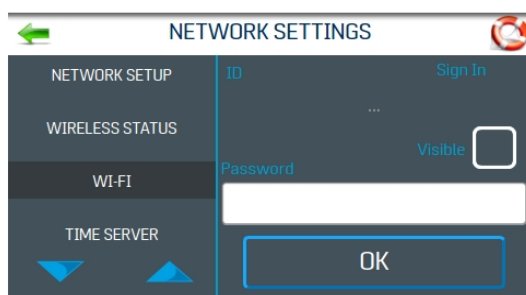 NETWORK SETTINGS
NETWORK SETUP
WIRELESS STATUS
WI-FI
TIME SERVER
ID
Sign In
...
Visible
Password
OK